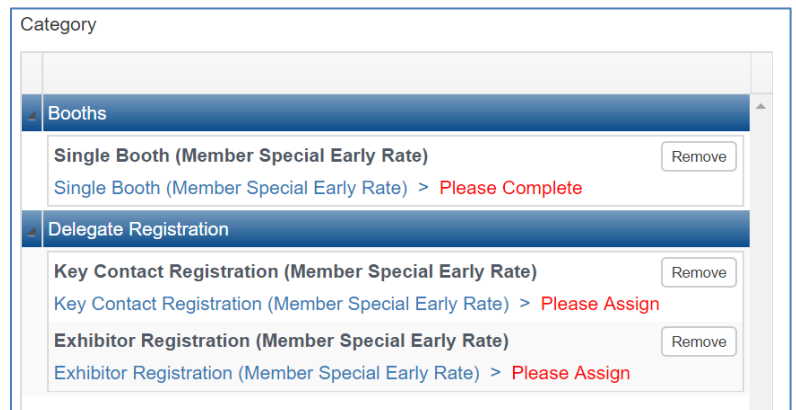 Category
Booths
Single Booth (Member Special Early Rate)
Remove
Single Booth (Member Special Early Rate) > Please Complete
Delegate Registration
Key Contact Registration (Member Special Early Rate)
Remove
Key Contact Registration (Member Special Early Rate) > Please Assign
Exhibitor Registration (Member Special Early Rate)
Remove
Exhibitor Registration (Member Special Early Rate) > Please Assign